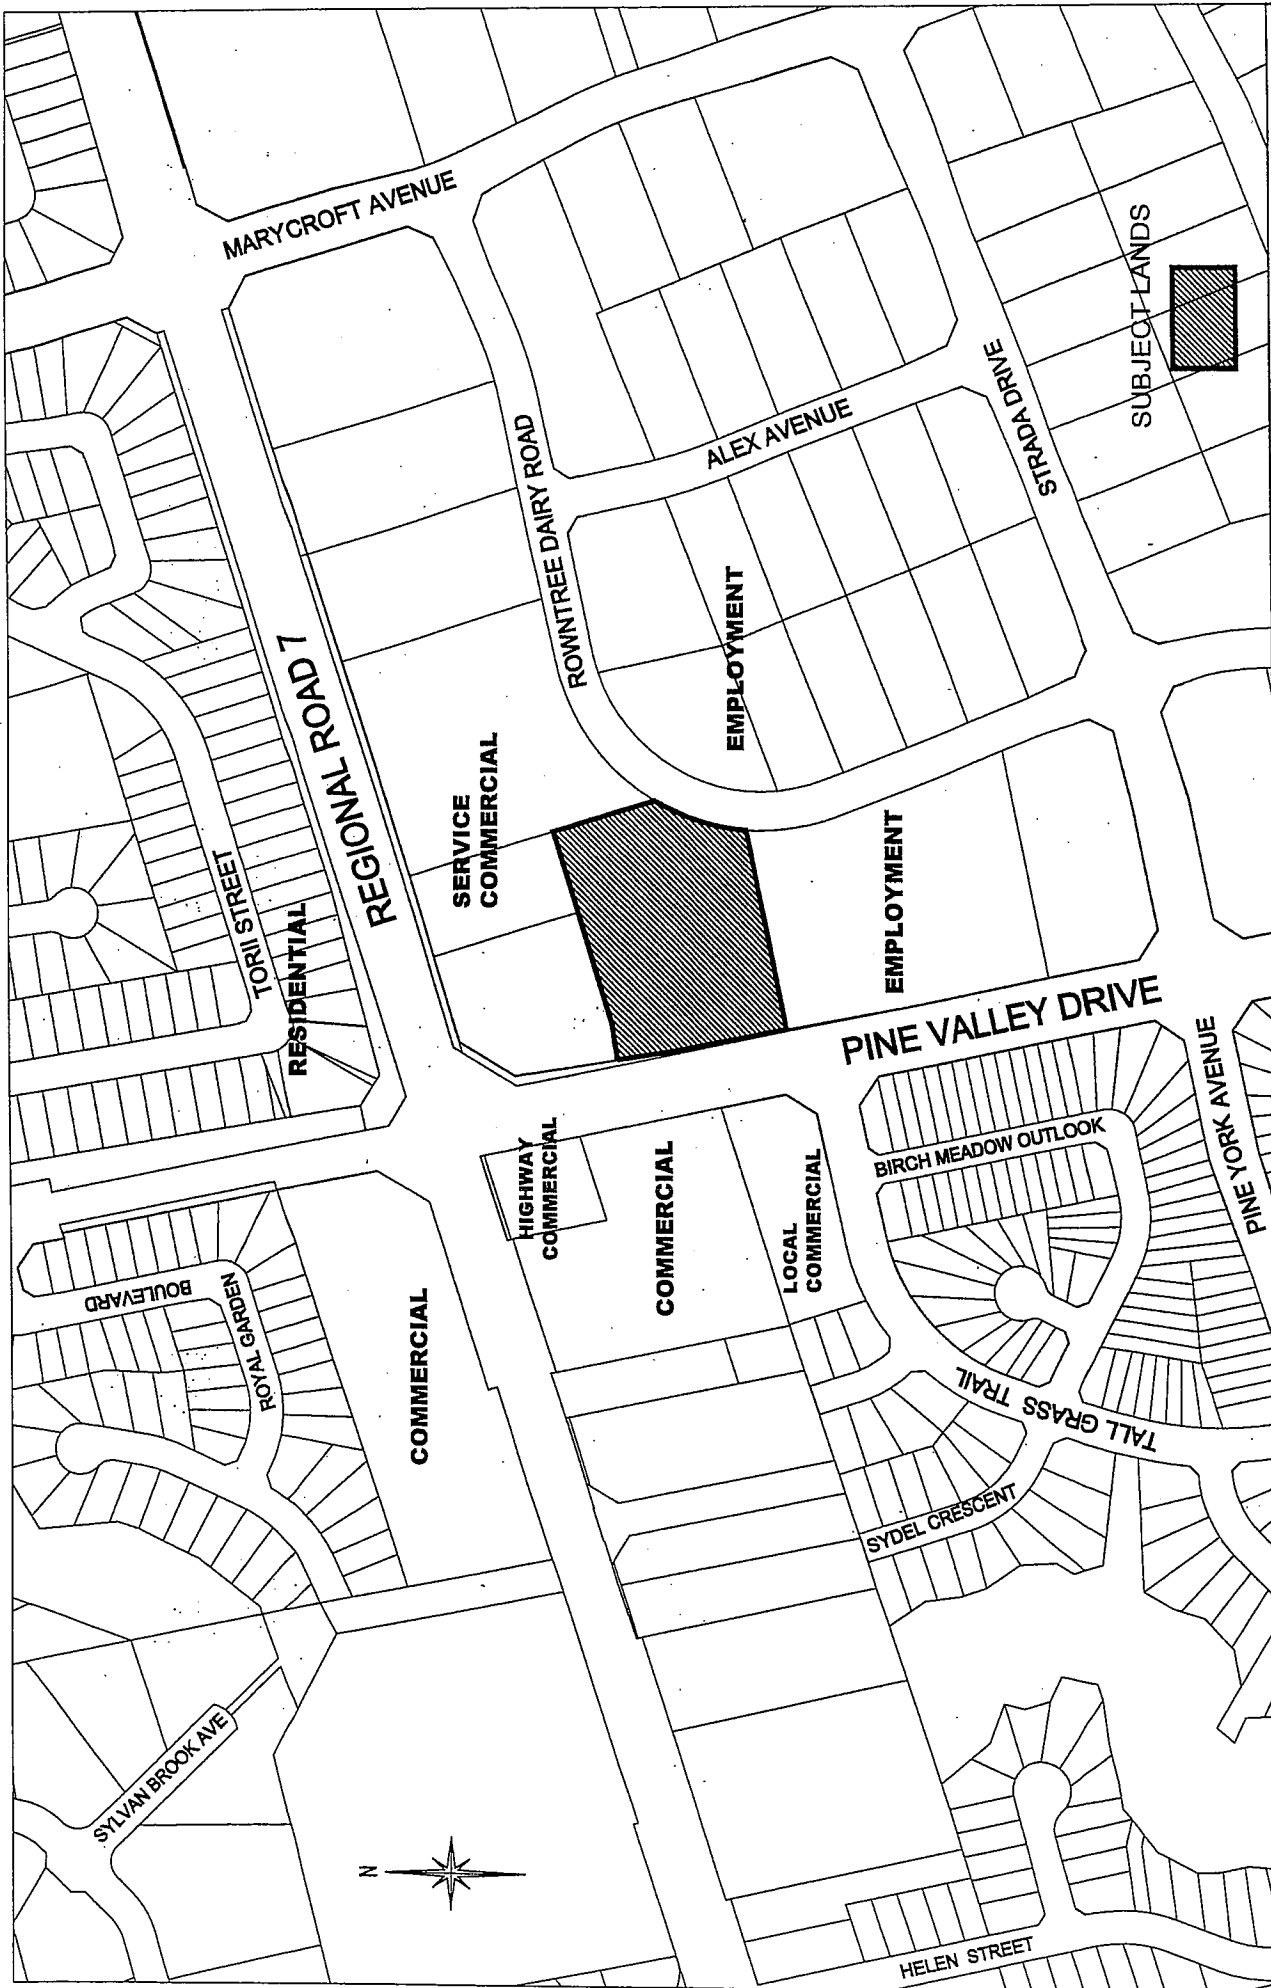 SYLVAN BROOK AVE
ROYAL GARDEN
BOULEVARD
TORII STREET
RESIDENTIAL
REGIONAL ROAD 7
MARYCROFT AVENUE
N
COMMERCIAL
SERVICE
COMMERCIAL
HIGHWAY
COMMERCIAL
ROWNTREE DAIRY ROAD
COMMERCIAL
EMPLOYMENT
ALEX AVENUE
LOCAL
COMMERCIAL
EMPLOYMENT
SYDEL CRESCENT
HELEN STREET
BIRCH MEADOW OUTLOOK
PINE VALLEY DRIVE
STRADA DRIVE
TALL GRASS TRAIL
SUBJECT LANDS
PINE YORK AVENUE